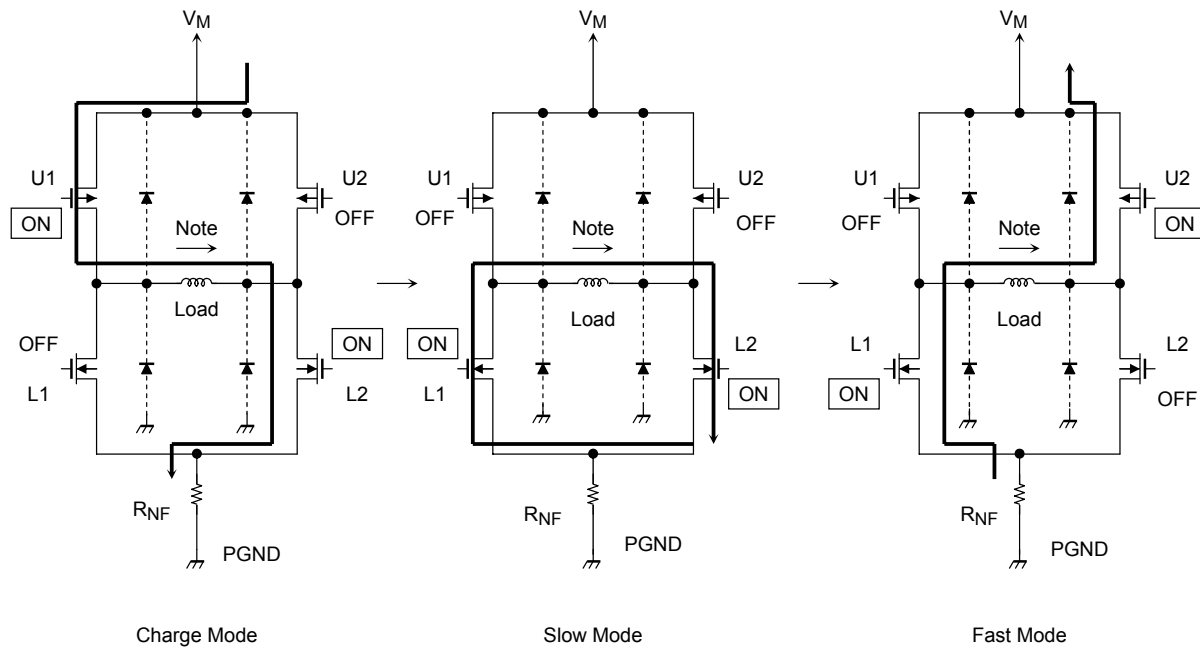 VM
U1
ON
U2
OFF
Note
Load
OFF
L1
ON
L2
RNF
PGND
Charge Mode
VM
U1
OFF
U2
OFF
Note
Load
ON
L1
L2
ON
RNF
PGND
Slow Mode
VM
U1
OFF
U2
ON
Note
Load
L1
ON
L2
OFF
RNF
PGND
Fast Mode